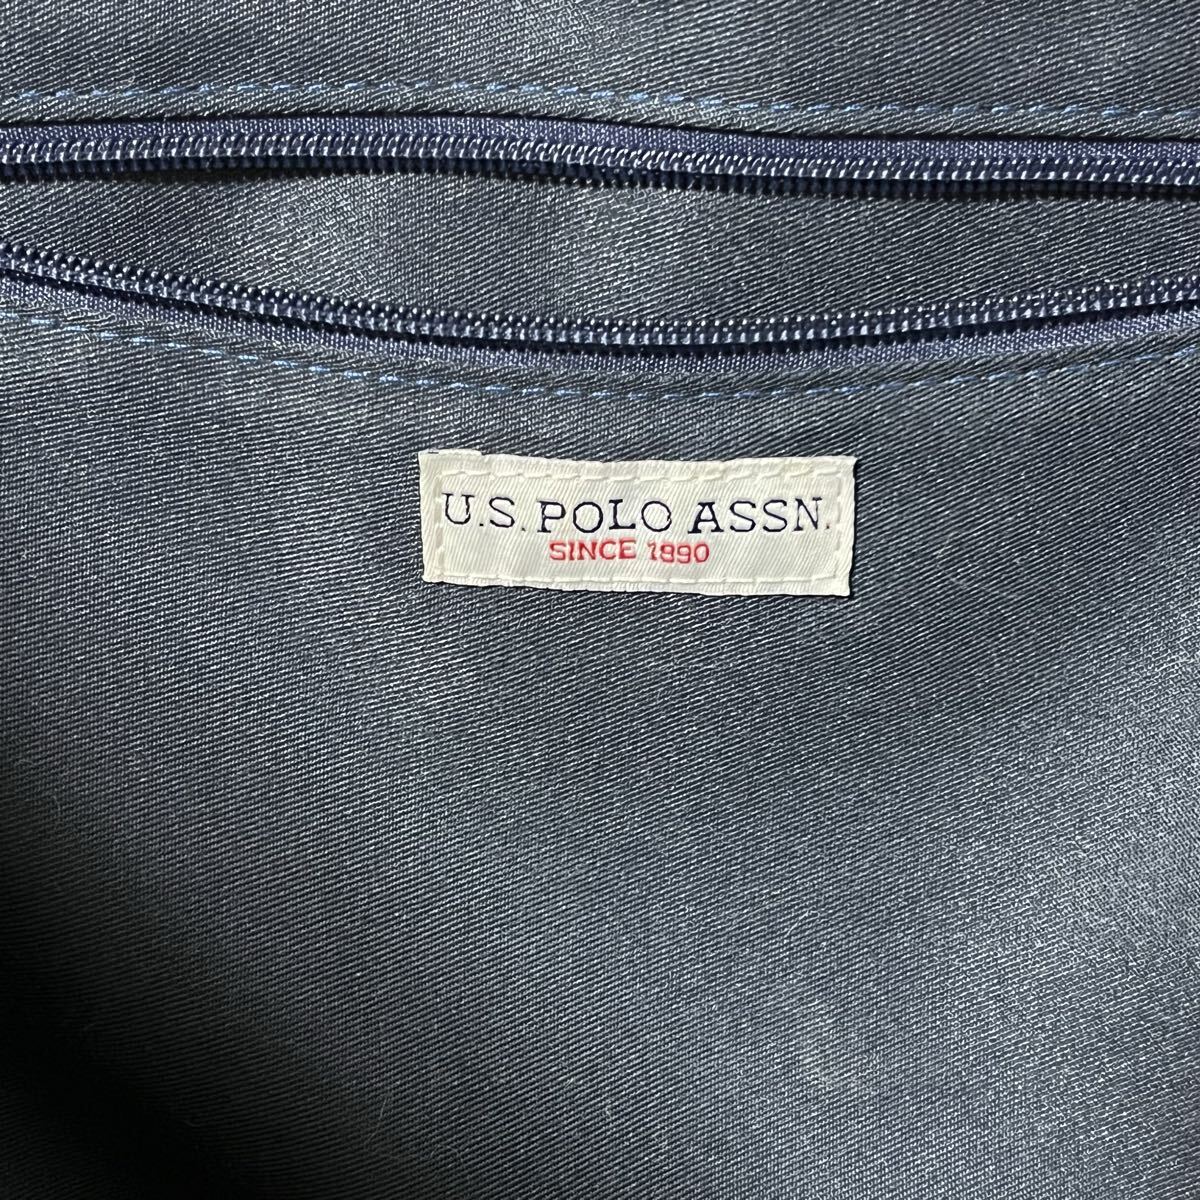 U.S. POLO ASSN.
SINCE 1890